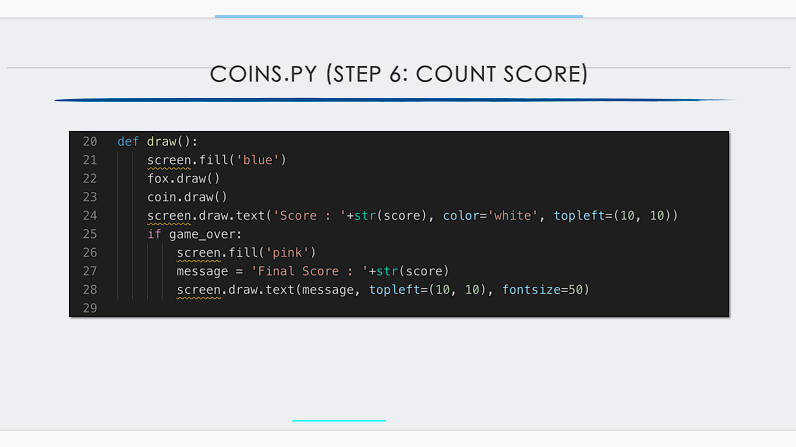 COINS.PY (STEP 6: COUNT SCORE)
20 def draw():
21     screen.fill('blue')
22     fox.draw()
23     coin.draw()
24     screen.draw.text('Score : '+str(score), color='white', topleft=(10, 10))
25     if game_over:
26         screen.fill('pink')
27         message = 'Final Score : '+str(score)
28         screen.draw.text(message, topleft=(10, 10), fontsize=50)
29